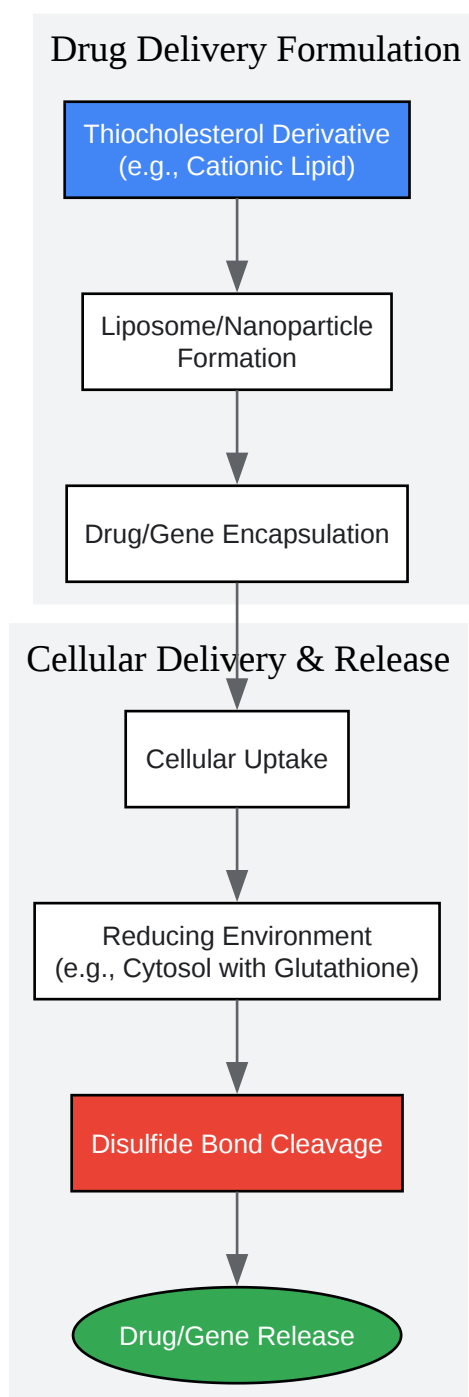 Drug Delivery Formulation
Thiocholesterol Derivative
(e.g., Cationic Lipid)
Liposome/Nanoparticle
Formation
Drug/Gene Encapsulation
Cellular Delivery & Release
Cellular Uptake
Reducing Environment
(e.g., Cytosol with Glutathione)
Disulfide Bond Cleavage
Drug/Gene Release